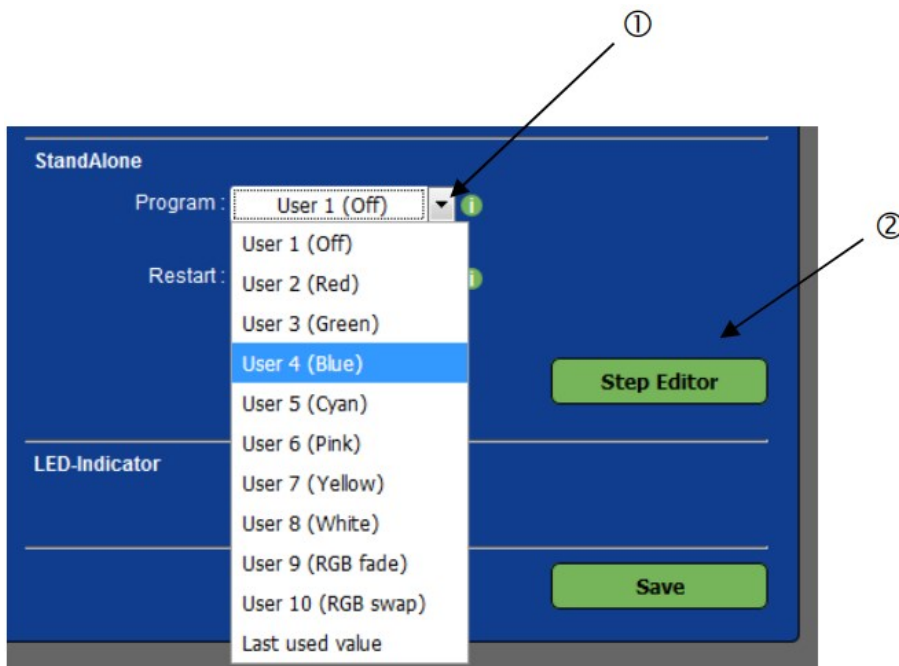 ①
②
StandAlone
Program : User 1 (Off) i
User 1 (Off)
Restart : User 2 (Red) i
User 3 (Green)
User 4 (Blue)
Step Editor
User 5 (Cyan)
User 6 (Pink)
LED-Indicator
User 7 (Yellow)
User 8 (White)
User 9 (RGB fade)
Save
User 10 (RGB swap)
Last used value